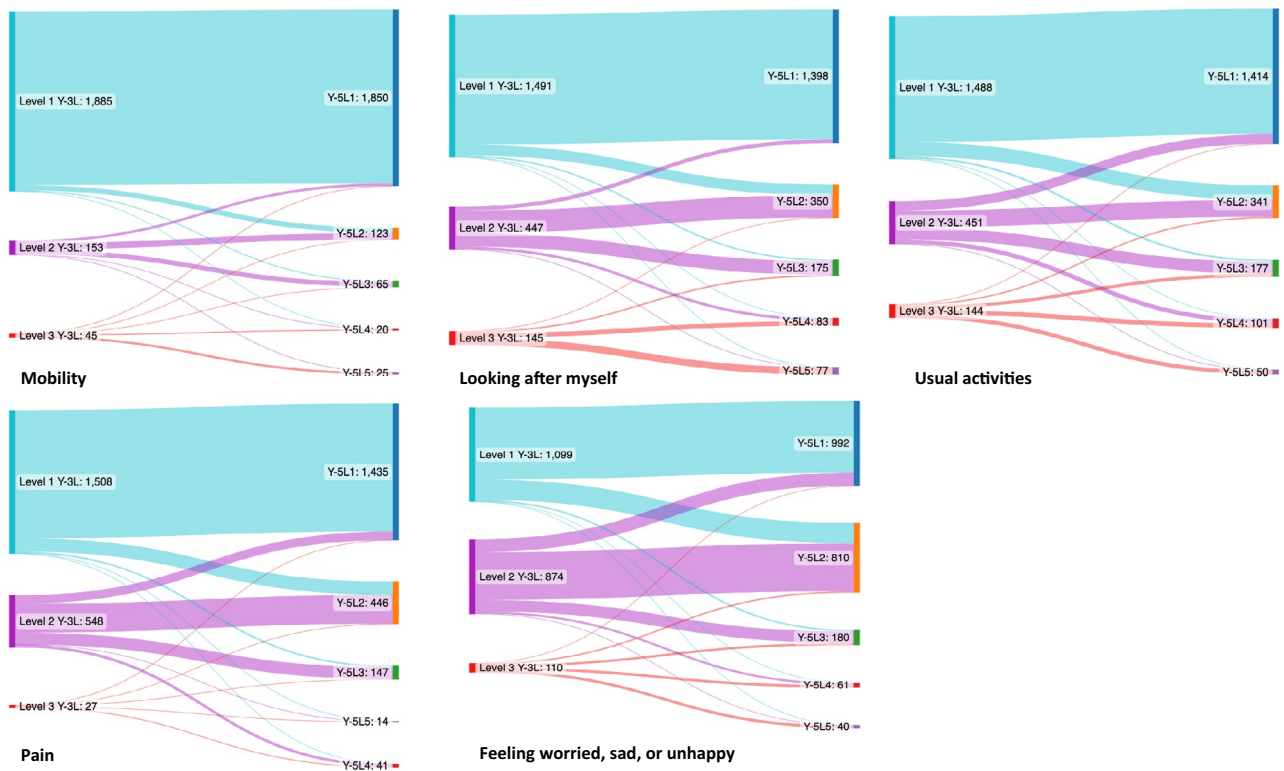 Level 1 Y-3L: 1,885
Y-5L1: 1,850
Y-5L2: 123
Level 2 Y-3L: 153
Y-5L3: 65
Y-5L4: 20
Level 3 Y-3L: 45
Y-5L5: 25
Mobility
Y-5L1: 1,398
Level 1 Y-3L: 1,491
Y-5L2: 350
Level 2 Y-3L: 447
Y-5L3: 175
Y-5L4: 83
Level 3 Y-3L: 145
Y-5L5: 77
Looking after myself
Y-5L1: 1,414
Level 1 Y-3L: 1,488
Y-5L2: 341
Level 2 Y-3L: 451
Y-5L3: 177
Level 3 Y-3L: 144
Y-5L4: 101
Y-5L5: 50
Usual activities
Y-5L1: 1,435
Level 1 Y-3L: 1,508
Y-5L2: 446
Level 2 Y-3L: 548
Y-5L3: 147
Level 3 Y-3L: 27
Y-5L5: 14
Y-5L4: 41
Pain
Y-5L1: 992
Level 1 Y-3L: 1,099
Y-5L2: 810
Level 2 Y-3L: 874
Y-5L3: 180
Level 3 Y-3L: 110
Y-5L4: 61
Y-5L5: 40
Feeling worried, sad, or unhappy